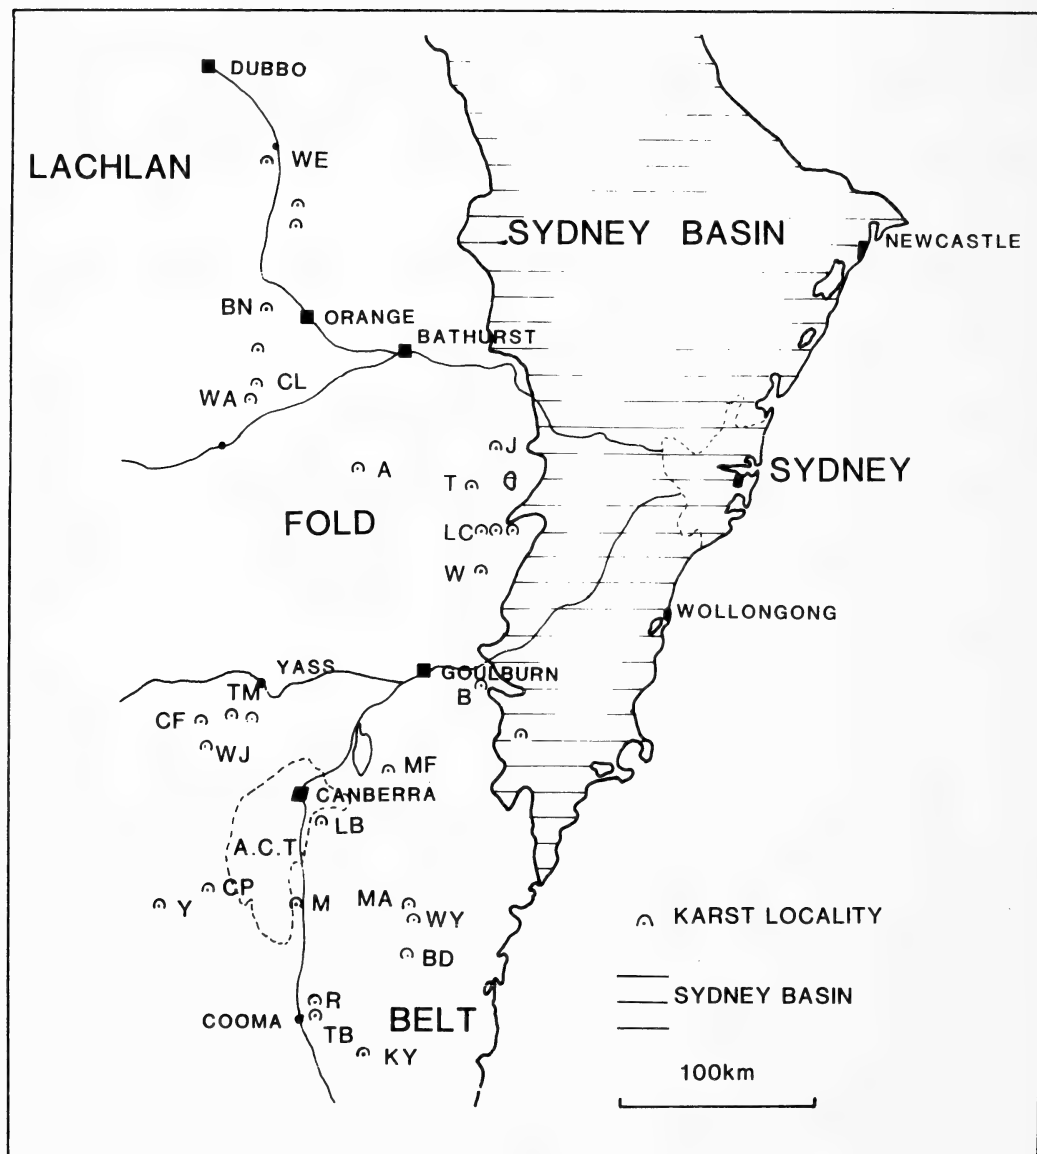 DUBBO
LACHLAN
WE
SYDNEY BASIN
NEWCASTLE
BN
ORANGE
BATHURST
CL
WA
J
A
T
SYDNEY
LC
FOLD
W
WOLLONGONG
YASS
GOULBURN
B
TM
CF
WJ
MF
CANBERRA
LB
A.C.T
CP
Y
M
MA
WY
KARST LOCALITY
BD
R
SYDNEY BASIN
COOMA
BELT
TB
KY
100km